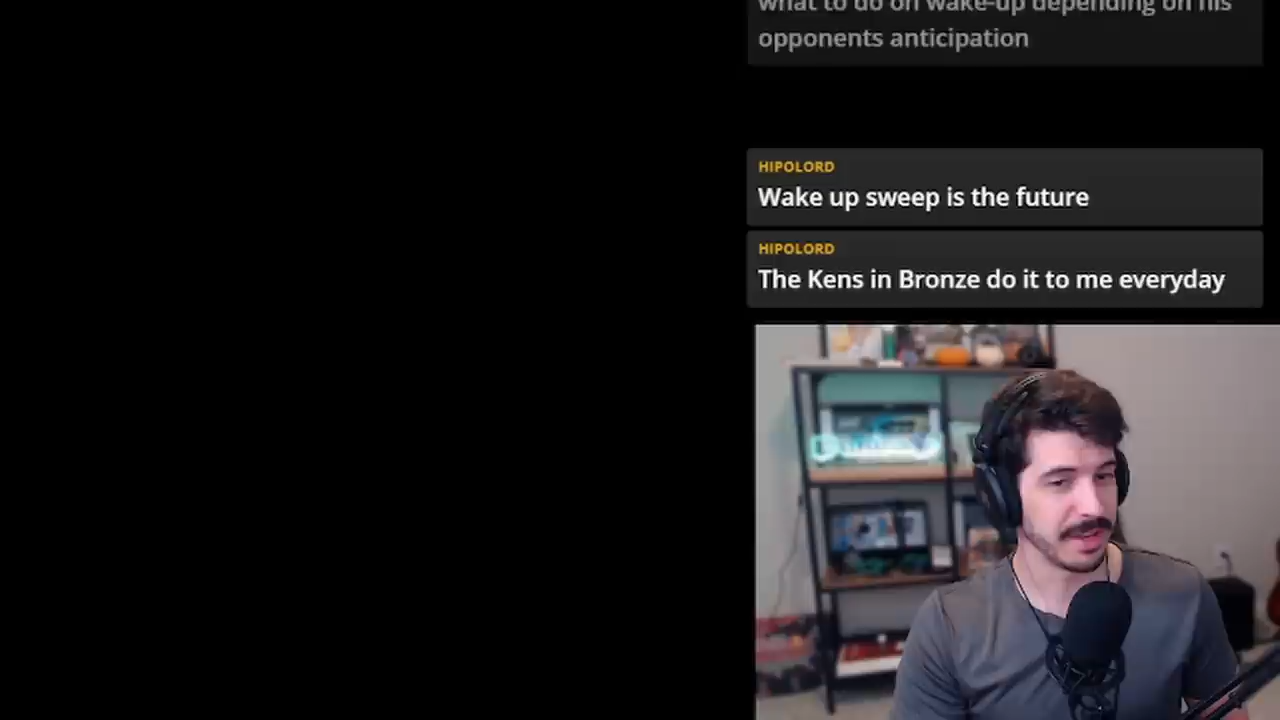 what to do on wake-up depending on his
opponents anticipation
HIPOLORD
Wake up sweep is the future
HIPOLORD
The Kens in Bronze do it to me everyday